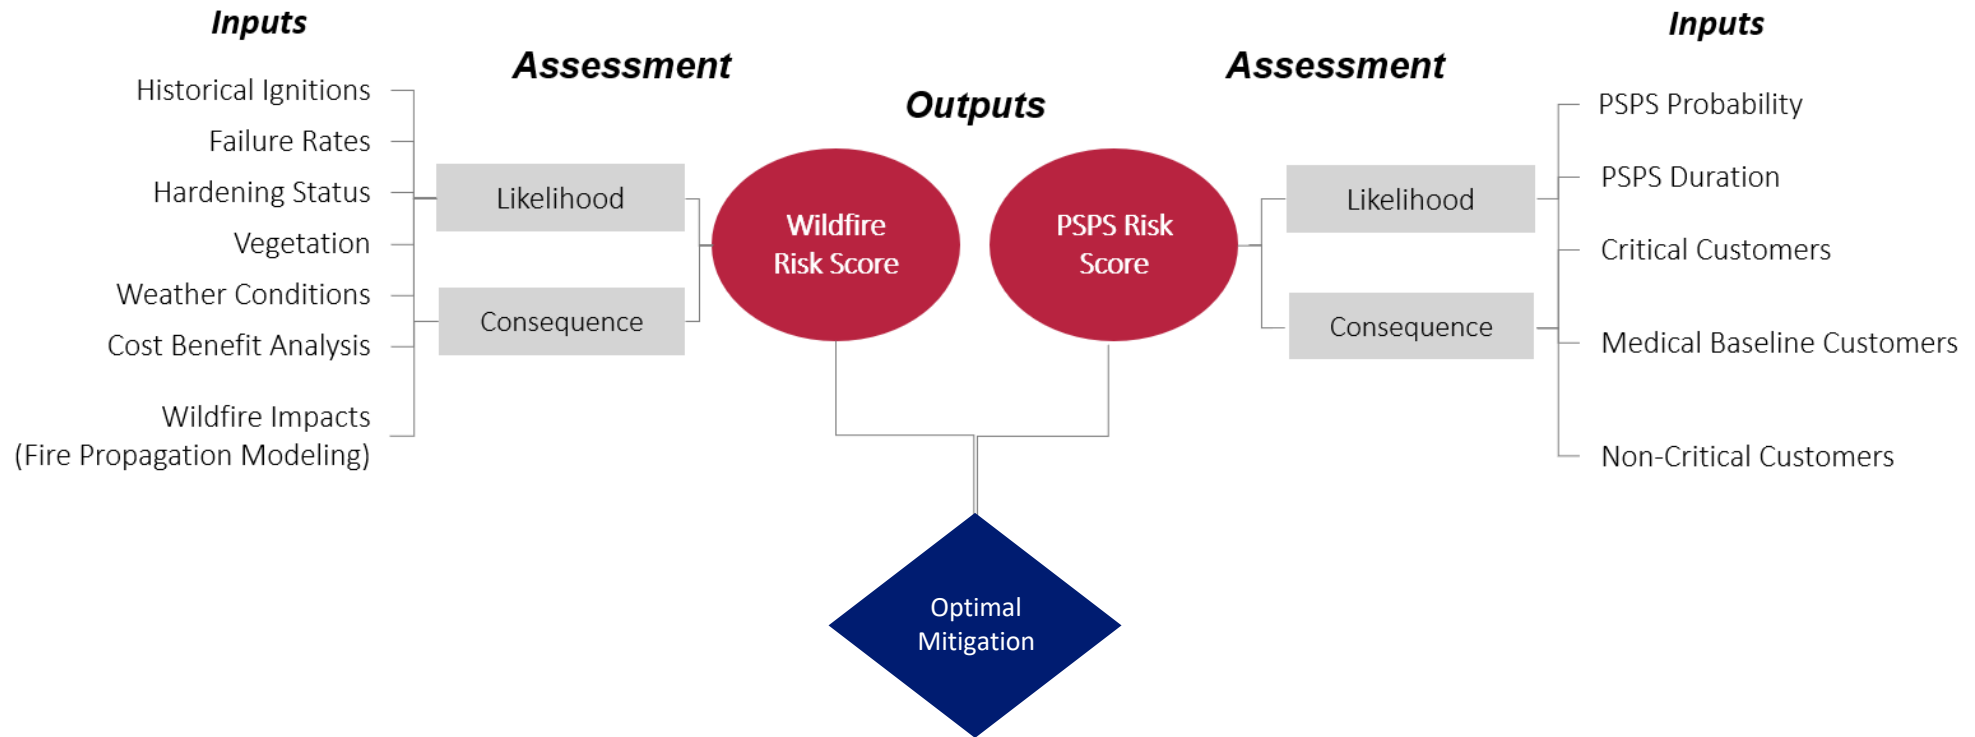 Inputs
Assessment
Outputs
Assessment
Inputs
Historical Ignitions
Failure Rates
Hardening Status
Vegetation
Weather Conditions
Cost Benefit Analysis
Wildfire Impacts
(Fire Propagation Modeling)
Likelihood
Consequence
Wildfire
Risk Score
PSPS Risk
Score
Likelihood
Consequence
PSPS Probability
PSPS Duration
Critical Customers
Medical Baseline Customers
Non-Critical Customers
Optimal
Mitigation